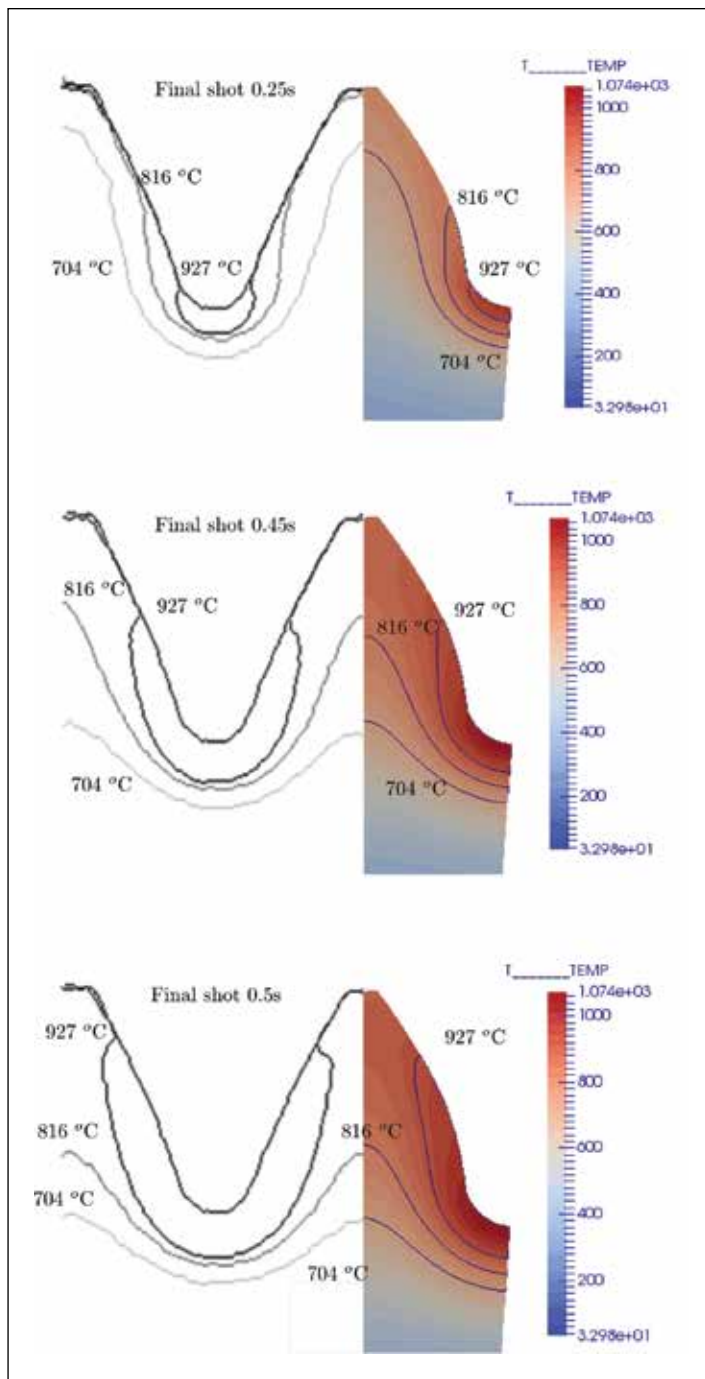 Final shot 0.25s
816 °C
704 °C
927 °C
816 °C
927 °C
704 °C
T_______TEMP
1.074e+03
1000
800
600
400
200
3.298e+01
Final shot 0.45s
816 °C
927 °C
704 °C
927 °C
816 °C
704 °C
T_______TEMP
1.074e+03
1000
800
600
400
200
3.298e+01
Final shot 0.5s
927 °C
816 °C
704 °C
927 °C
816 °C
704 °C
T_______TEMP
1.074e+03
1000
800
600
400
200
3.298e+01